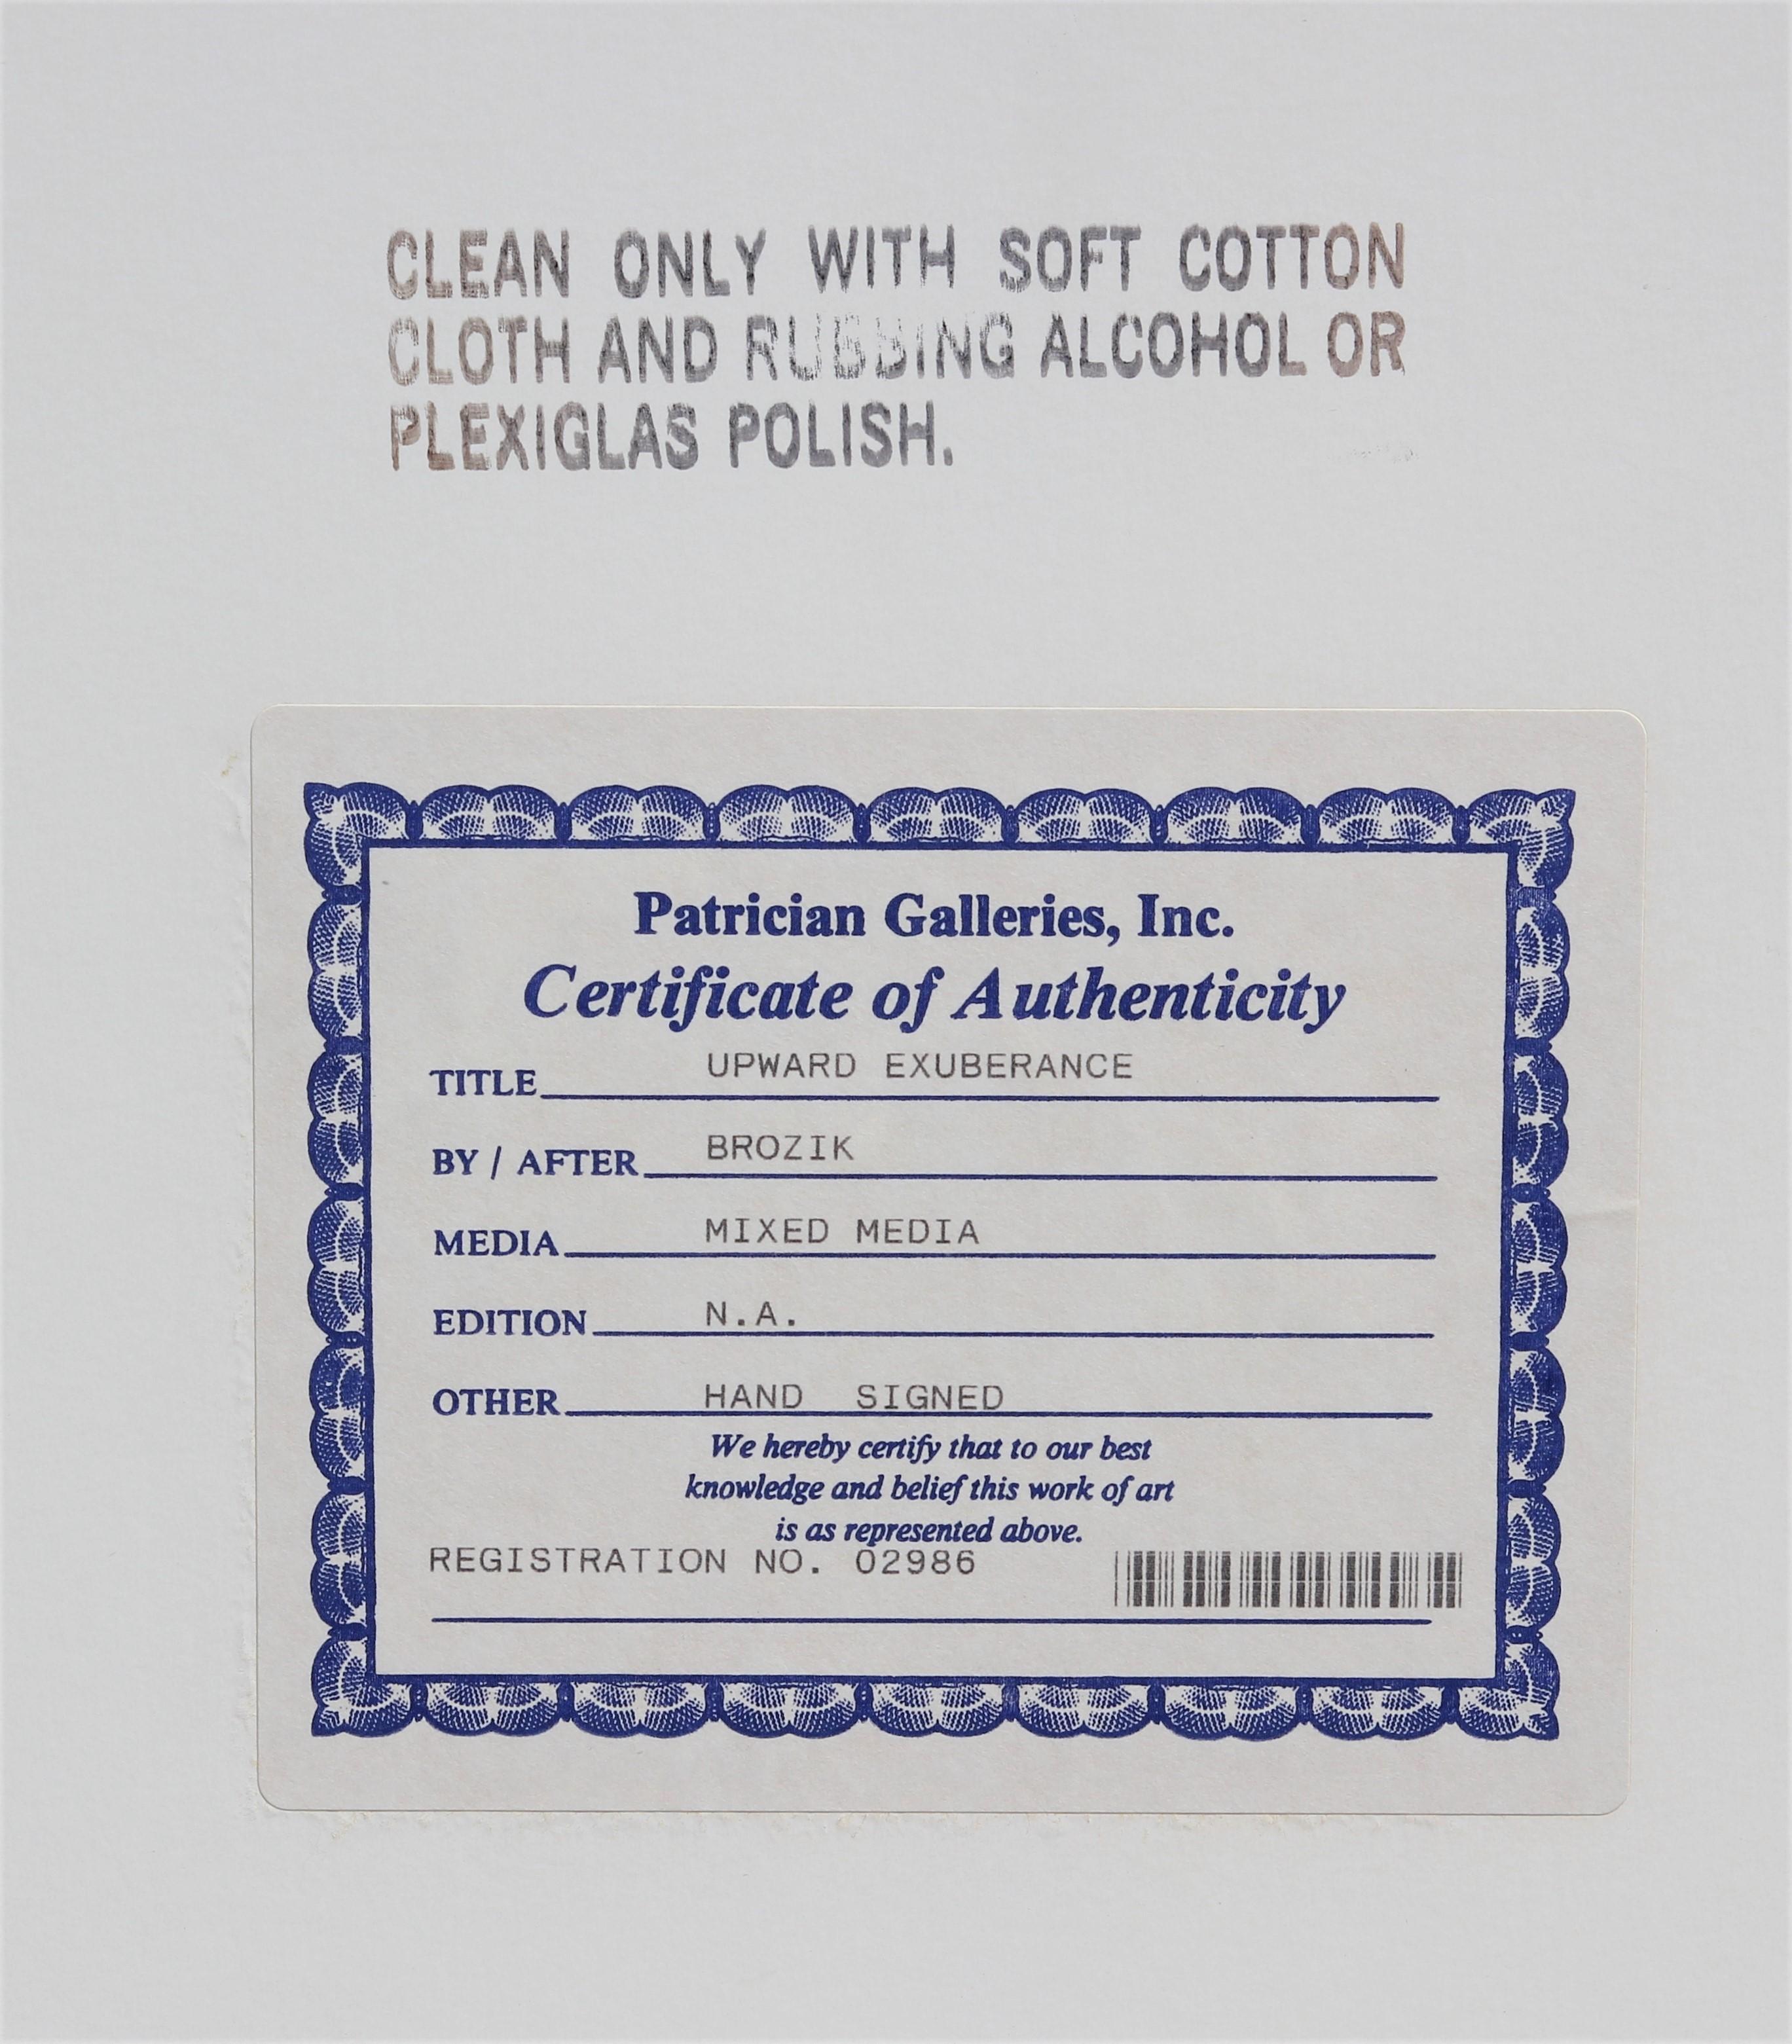 CLEAN ONLY WITH SOFT COTTON
CLOTH AND RUBBING ALCOHOL OR
PLEXIGLAS POLISH.
Patrician Galleries, Inc.
Certificate of Authenticity
TITLE UPWARD EXUBERANCE
BY / AFTER BROZIK
MEDIA MIXED MEDIA
EDITION N.A.
OTHER HAND SIGNED
We hereby certify that to our best
knowledge and belief this work of art
is as represented above.
REGISTRATION NO. 02986